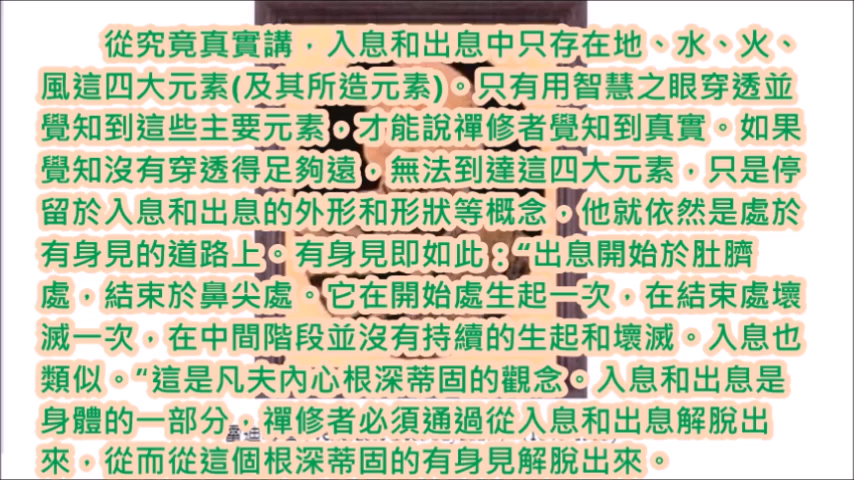 從究竟真實講，入息和出息中只存在地、水、火、
風這四大元素(及其所造元素)。只有用智慧之眼穿透並
覺知到這些主要元素，才能說禪修者覺知到真實。如果
覺知沒有穿透得足夠遠，無法到達這四大元素，只是停
留於入息和出息的外形和形狀等概念，他就依然是處於
有身見的道路上。有身見即如此：“出息開始於肚臍
處，結束於鼻尖處。它在開始處生起一次，在結束處壞
滅一次，在中間階段並沒有持續的生起和壞滅。入息也
類似。“這是凡夫內心根深蒂固的觀念。入息和出息是
身體的一部分，禪修者必須通過從入息和出息解脫出
來，從而從這個根深蒂固的有身見解脫出來。